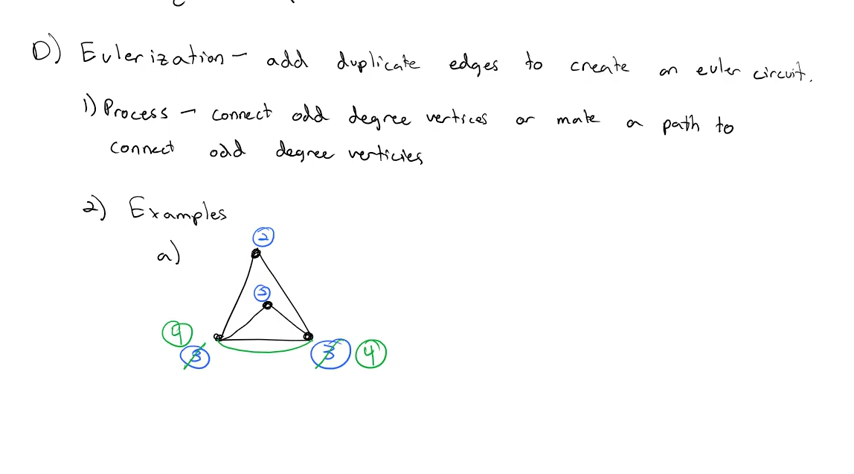 D) Eulerization - add duplicate edges to create an euler circuit.
1) Process - connect odd degree vertices or make a path to
connect odd degree verticies
2) Examples
a)
2
4
3
3
4